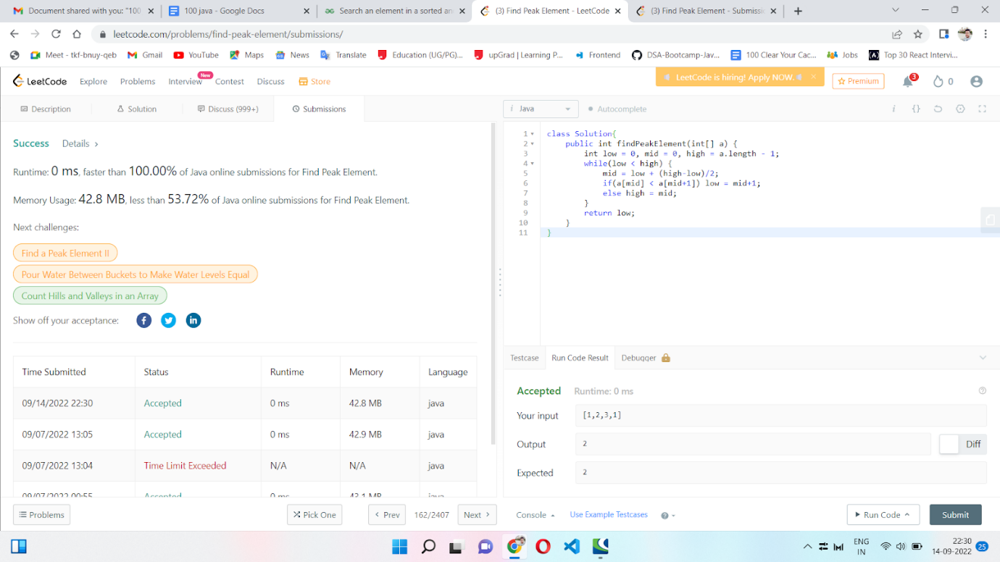 Document shared with you: "100
100 java - Google Docs
Search an element in a sorted an
(3) Find Peak Element - LeetCode
(3) Find Peak Element - Submissio
leetcode.com/problems/find-peak-element/submissions/
Meet - tkf-bnuy-qeb
Gmail
YouTube
Maps
News
Translate
Education (UG/PG)...
upGrad | Learning P...
Frontend
DSA-Bootcamp-Jav...
100 Clear Your Cac...
Jobs
Top 30 React Intervi...
LeetCode
Explore
Problems
Interview
New
Contest
Discuss
Store
LeetCode is hiring! Apply NOW.
Premium
3
0
Description
Solution
Discuss (999+)
Submissions
i Java
Autocomplete
i {}
Success
Details >
Runtime: 0 ms, faster than 100.00% of Java online submissions for Find Peak Element.
Memory Usage: 42.8 MB, less than 53.72% of Java online submissions for Find Peak Element.
Next challenges:
Find a Peak Element II
Pour Water Between Buckets to Make Water Levels Equal
Count Hills and Valleys in an Array
Show off your acceptance:
Time Submitted Status Runtime Memory Language
09/14/2022 22:30 Accepted 0 ms 42.8 MB java
09/07/2022 13:05 Accepted 0 ms 42.9 MB java
09/07/2022 13:04 Time Limit Exceeded N/A N/A java
09/07/2022 00:55 Accepted 0 ms 43.1 MB java
1 class Solution{
2 public int findPeakElement(int[] a) {
3 int low = 0, mid = 0, high = a.length - 1;
4 while(low < high) {
5 mid = low + (high-low)/2;
6 if(a[mid] < a[mid+1]) low = mid+1;
7 else high = mid;
8 }
9 return low;
10 }
11 }
Testcase
Run Code Result
Debugger
Accepted
Runtime: 0 ms
Your input
[1,2,3,1]
Output
2
Diff
Expected
2
Problems
Pick One
< Prev
162/2407
Next >
Console
Use Example Testcases
Run Code
Submit
ENG
IN
22:30
14-09-2022
25